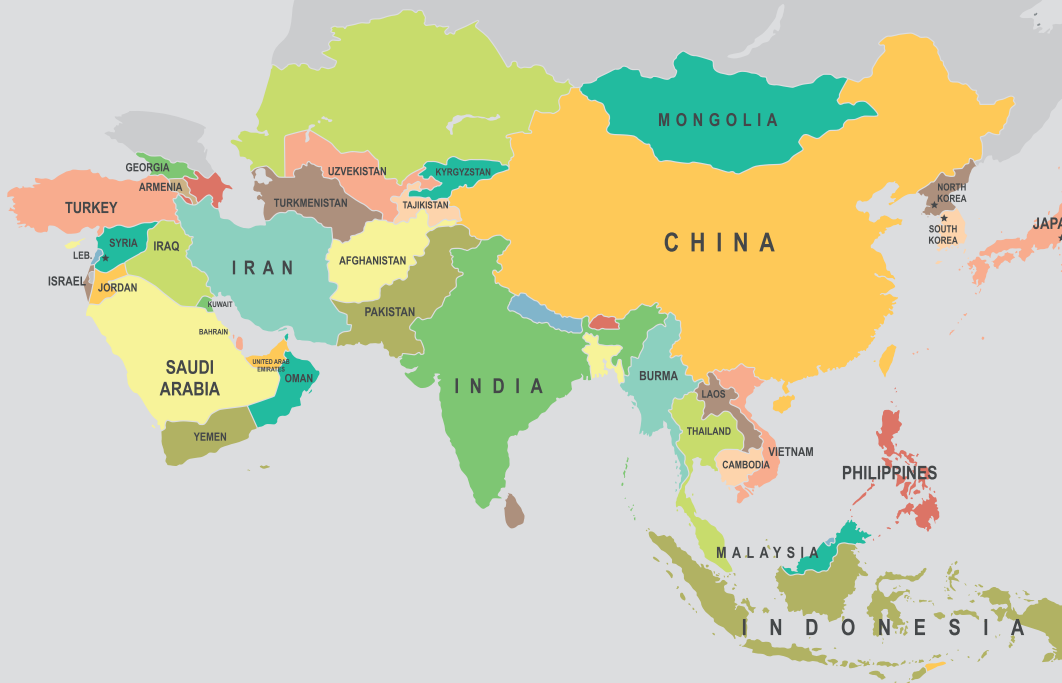 MONGOLIA
GEORGIA
UZVEKISTAN
KYRGYZSTAN
ARMENIA
NORTH
KOREA
TURKEY
TURKMENISTAN
TAJIKISTAN
JAPA
SOUTH
KOREA
SYRIA
IRAQ
CHINA
LEB.
IRAN
AFGHANISTAN
ISRAEL
JORDAN
KUWAIT
PAKISTAN
BAHRAIN
UNITED ARAB
EMIRATES
SAUDI
ARABIA
OMAN
INDIA
BURMA
LAOS
THAILAND
YEMEN
VIETNAM
CAMBODIA
PHILIPPINES
MALAYSIA
INDONESIA